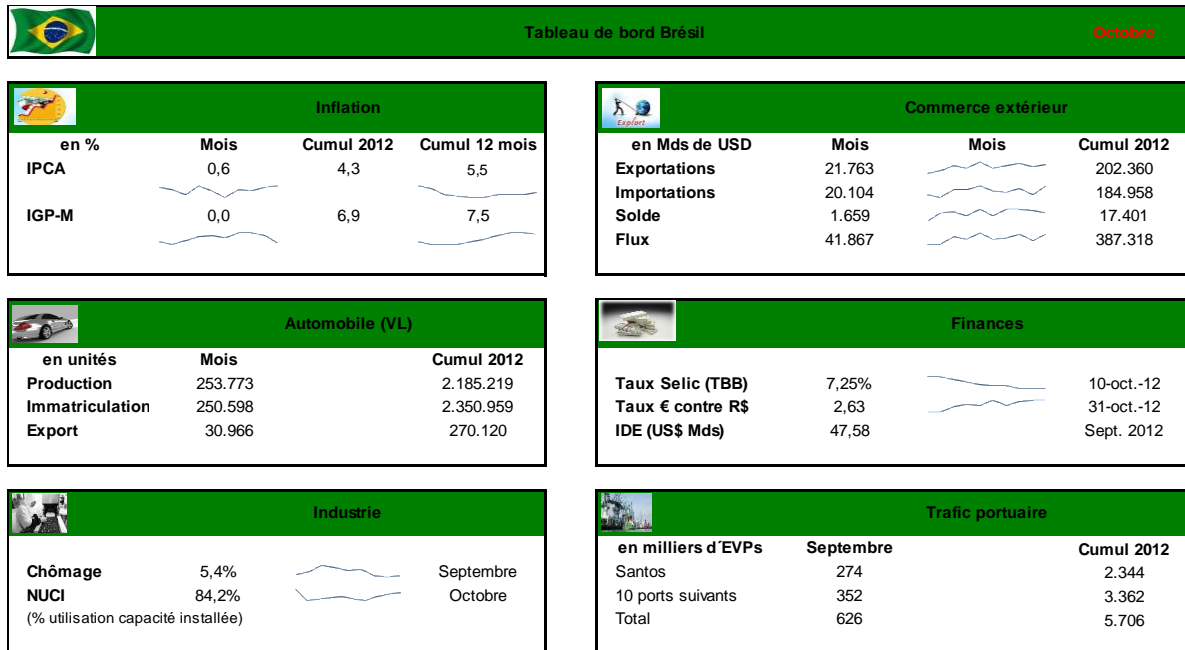 Tableau de bord Brésil Octobre
Inflation
en % Mois Cumul 2012 Cumul 12 mois
IPCA 0,6 4,3 5,5
IGP-M 0,0 6,9 7,5
Export
Commerce extérieur
en Mds de USD Mois Mois Cumul 2012
Exportations 21.763 202.360
Importations 20.104 184.958
Solde 1.659 17.401
Flux 41.867 387.318
Automobile (VL)
en unités Mois Cumul 2012
Production 253.773 2.185.219
Immatriculation 250.598 2.350.959
Export 30.966 270.120
Finances
Taux Selic (TBB) 7,25% 10-oct.-12
Taux € contre R$ 2,63 31-oct.-12
IDE (US$ Mds) 47,58 Sept. 2012
Industrie
Chômage 5,4% Septembre
NUCI 84,2% Octobre
(% utilisation capacité installée)
Trafic portuaire
en milliers d´EVPs Septembre Cumul 2012
Santos 274 2.344
10 ports suivants 352 3.362
Total 626 5.706